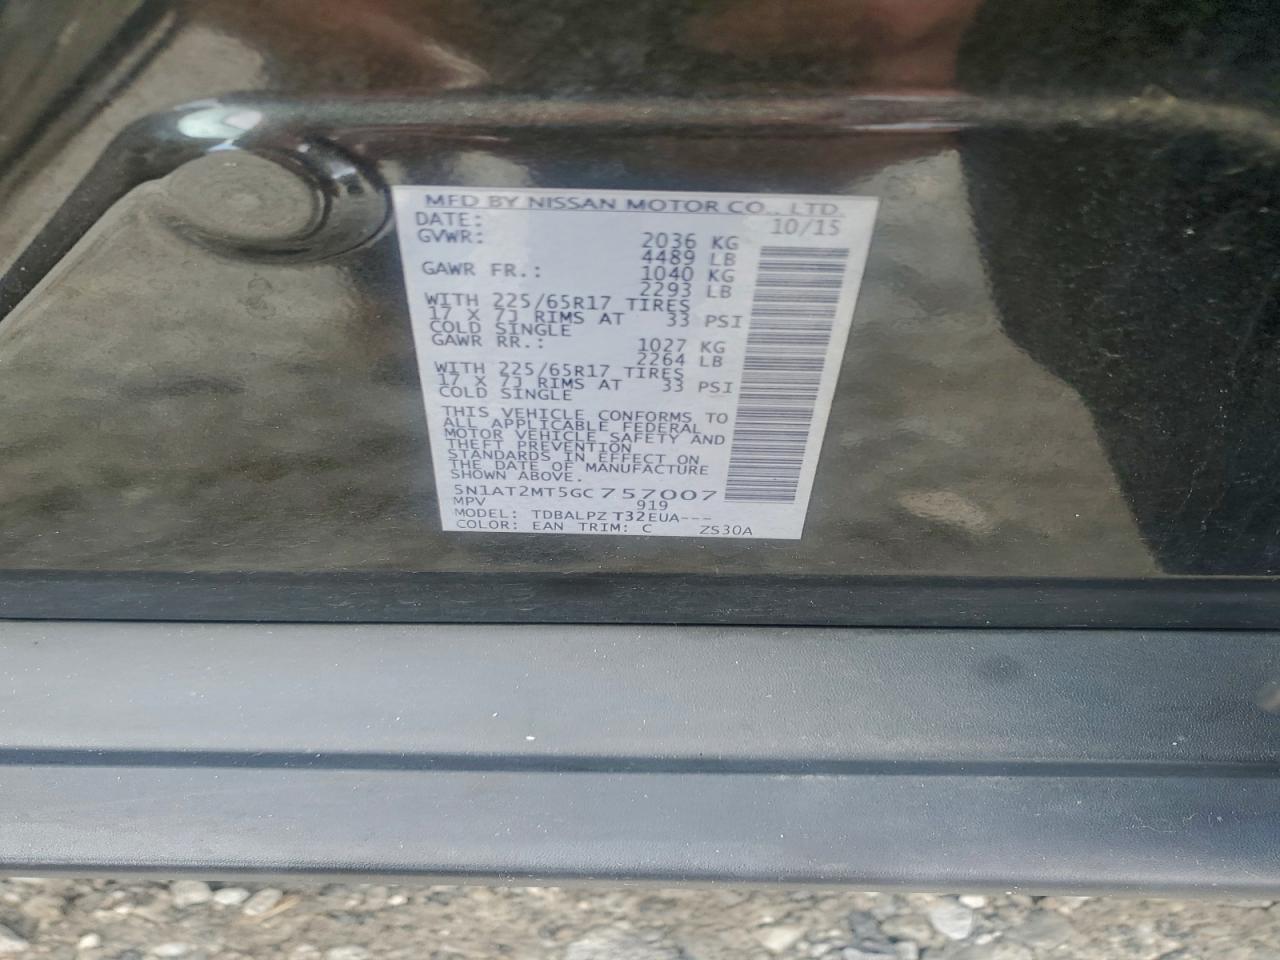 MFD BY NISSAN MOTOR CO., LTD.
DATE: 10/15
GVWR: 2036 KG
4489 LB
GAWR FR.: 1040 KG
2293 LB
WITH 225/65R17 TIRES
17 X 7J RIMS AT 33 PSI
COLD SINGLE
GAWR RR.: 1027 KG
2264 LB
WITH 225/65R17 TIRES
17 X 7J RIMS AT 33 PSI
COLD SINGLE
THIS VEHICLE CONFORMS TO
ALL APPLICABLE FEDERAL
MOTOR VEHICLE SAFETY AND
THEFT PREVENTION
STANDARDS IN EFFECT ON
THE DATE OF MANUFACTURE
SHOWN ABOVE.
5N1AT2MT5GC757007
MPV 919
MODEL: TDBALPZ T32EUA---
COLOR: EAN TRIM: C ZS30A